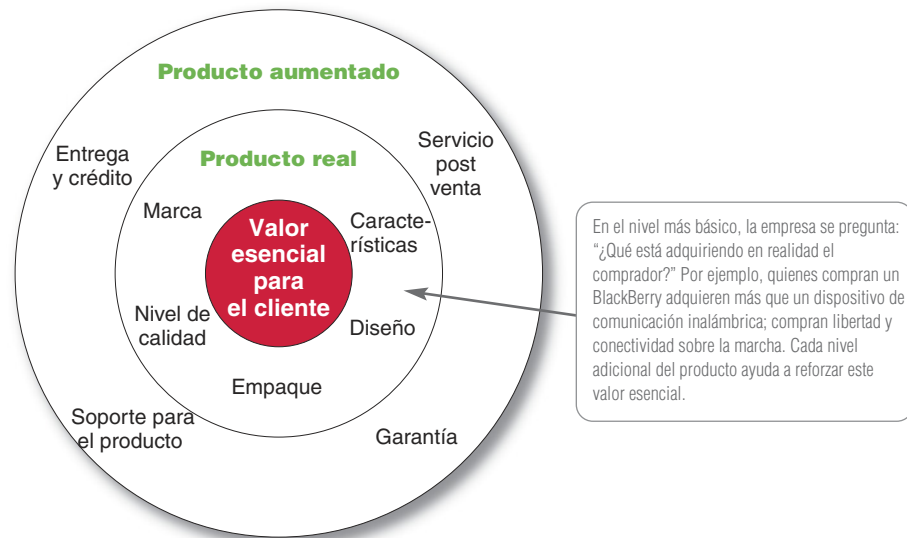 Producto aumentado
Entrega
y crédito
Servicio
post
venta
Producto real
Marca
Caracte-
rísticas
Valor
esencial
para
el cliente
Nivel de
calidad
Diseño
Empaque
Soporte para
el producto
Garantía
En el nivel más básico, la empresa se pregunta:
“¿Qué está adquiriendo en realidad el
comprador?” Por ejemplo, quienes compran un
BlackBerry adquieren más que un dispositivo de
comunicación inalámbrica; compran libertad y
conectividad sobre la marcha. Cada nivel
adicional del producto ayuda a reforzar este
valor esencial.